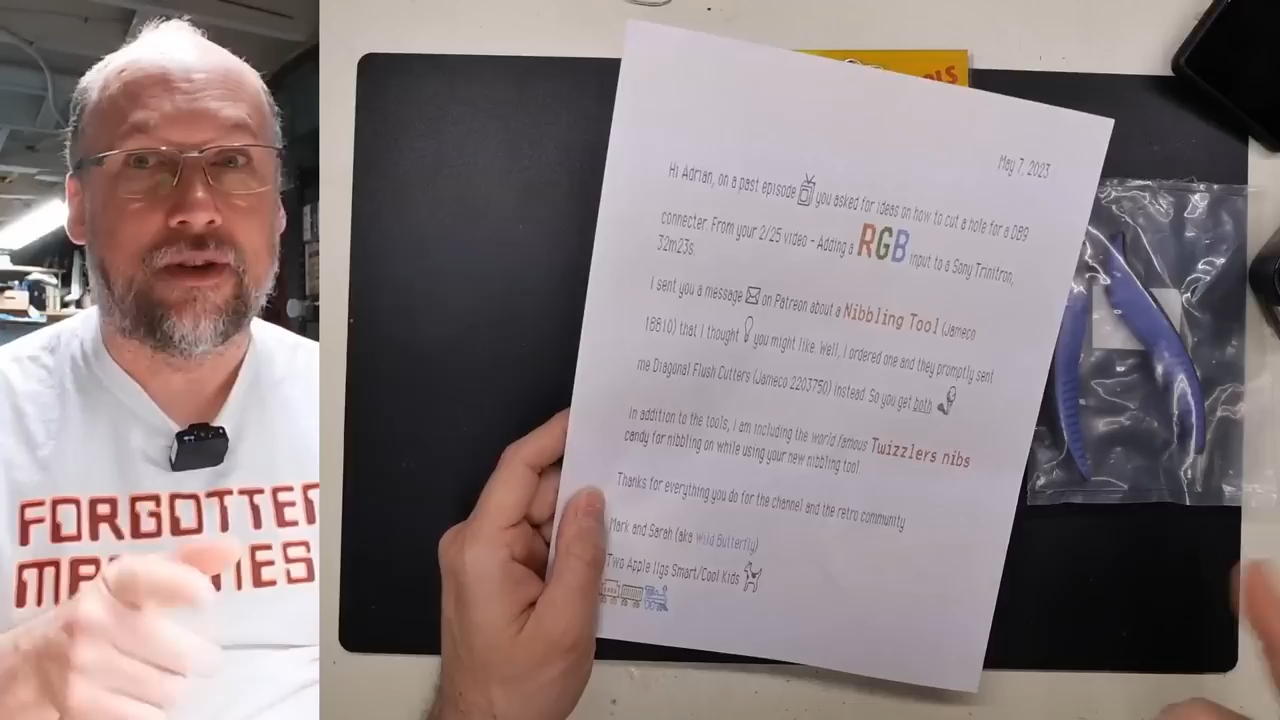 FORGOTTEN
MACHINES
OLS
May 7, 2023
Hi Adrian, on a past episode you asked for ideas on how to cut a hole for a DB9
connecter. From your 2/25 video - Adding a RGB input to a Sony Trinitron,
32m23s.
I sent you a message on Patreon about a Nibbling Tool (Jameco
18810) that I thought you might like. Well, I ordered one and they promptly sent
me Diagonal Flush Cutters (Jameco 2203750) instead. So you get both
In addition to the tools, i am including the world famous Twizzlers nibs
candy for nibbling on while using your new nibbling tool.
Thanks for everything you do for the channel and the retro community
Mark and Sarah (aka Wild Butterfly)
Two Apple IIgs Smart/Cool Kids